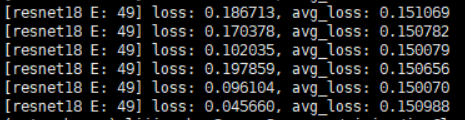 [resnet18 E: 49] loss: 0.186713, avg_loss: 0.151069
[resnet18 E: 49] loss: 0.170378, avg_loss: 0.150782
[resnet18 E: 49] loss: 0.102035, avg_loss: 0.150079
[resnet18 E: 49] loss: 0.197859, avg_loss: 0.150656
[resnet18 E: 49] loss: 0.096104, avg_loss: 0.150070
[resnet18 E: 49] loss: 0.045660, avg_loss: 0.150988